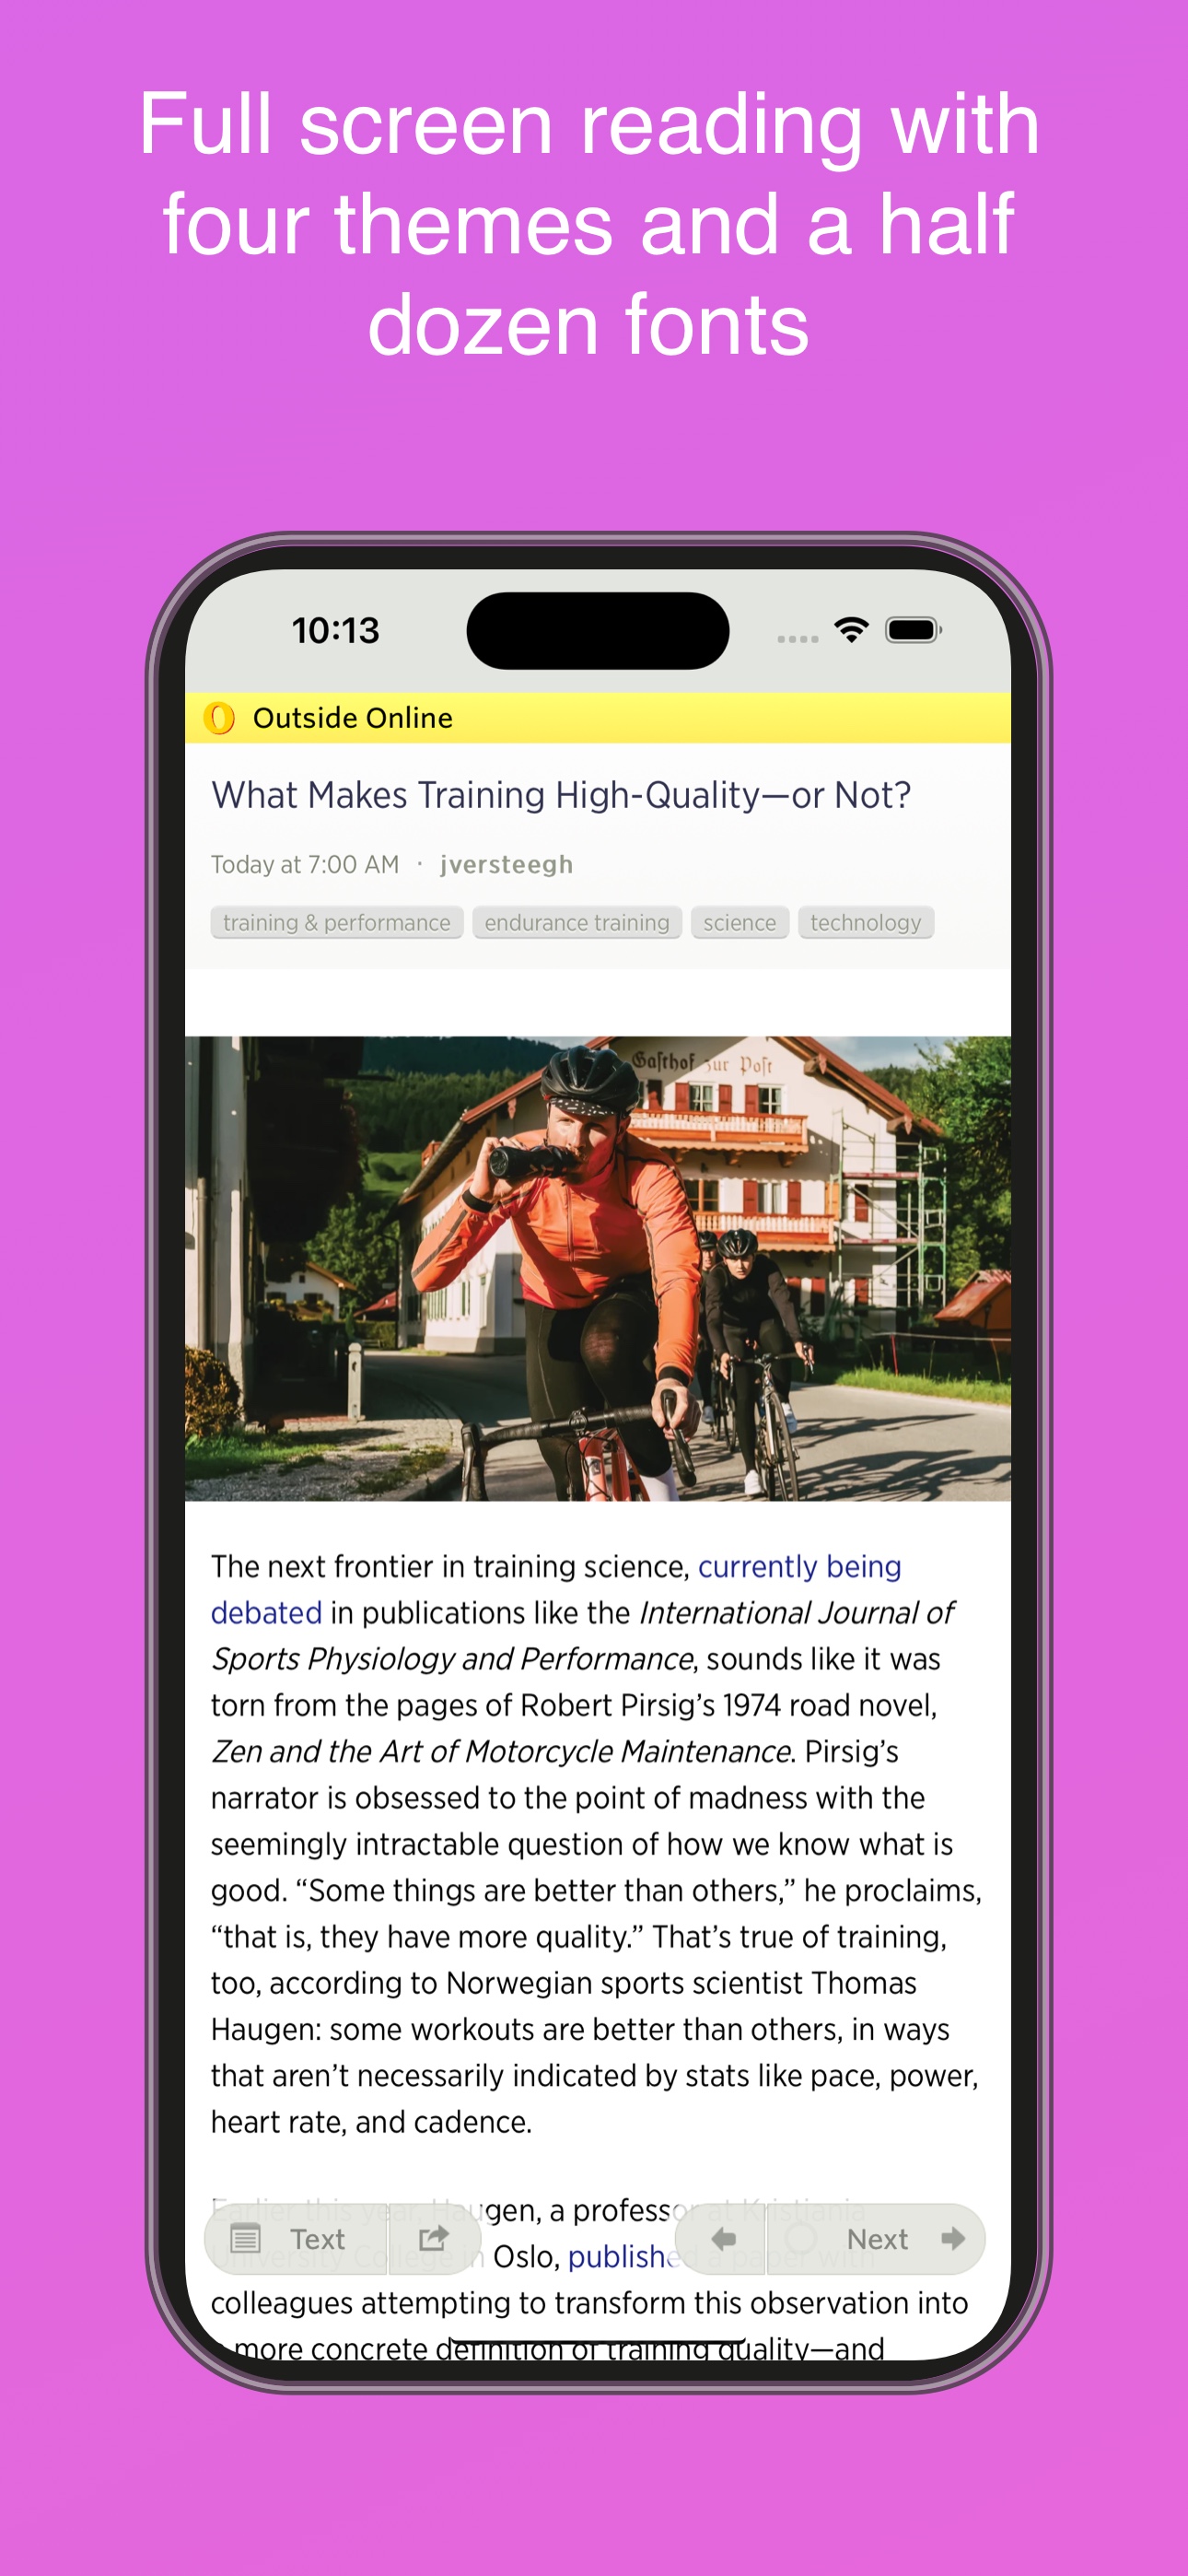 Full screen reading with
four themes and a half
dozen fonts
10:13
Outside Online
What Makes Training High-Quality—or Not?
Today at 7:00 AM · jversteegh
training & performance endurance training science technology
Gasthof zur Post
The next frontier in training science, currently being
debated in publications like the International Journal of
Sports Physiology and Performance, sounds like it was
torn from the pages of Robert Pirsig’s 1974 road novel,
Zen and the Art of Motorcycle Maintenance. Pirsig’s
narrator is obsessed to the point of madness with the
seemingly intractable question of how we know what is
good. “Some things are better than others,” he proclaims,
“that is, they have more quality.” That’s true of training,
too, according to Norwegian sports scientist Thomas
Haugen: some workouts are better than others, in ways
that aren’t necessarily indicated by stats like pace, power,
heart rate, and cadence.
Earlier this year, Haugen, a professor at Kristiania
University College in Oslo, published a paper with
Text Next
colleagues attempting to transform this observation into
more concrete definition of training quality—and